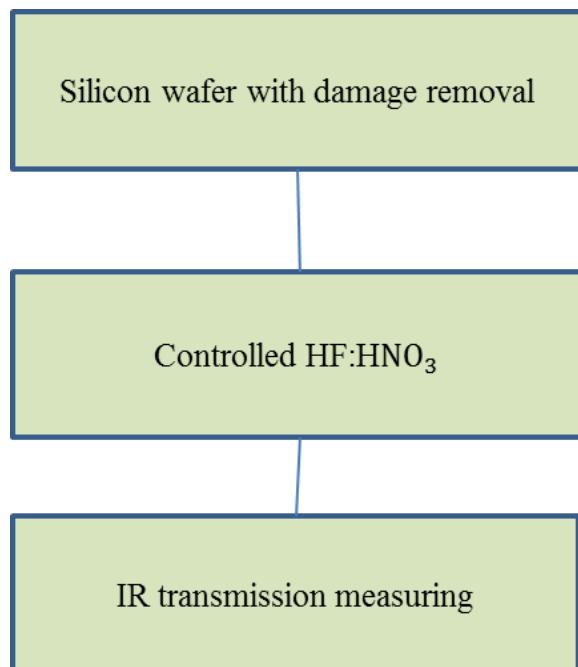 Silicon wafer with damage removal
Controlled HF:HNO₃
IR transmission measuring